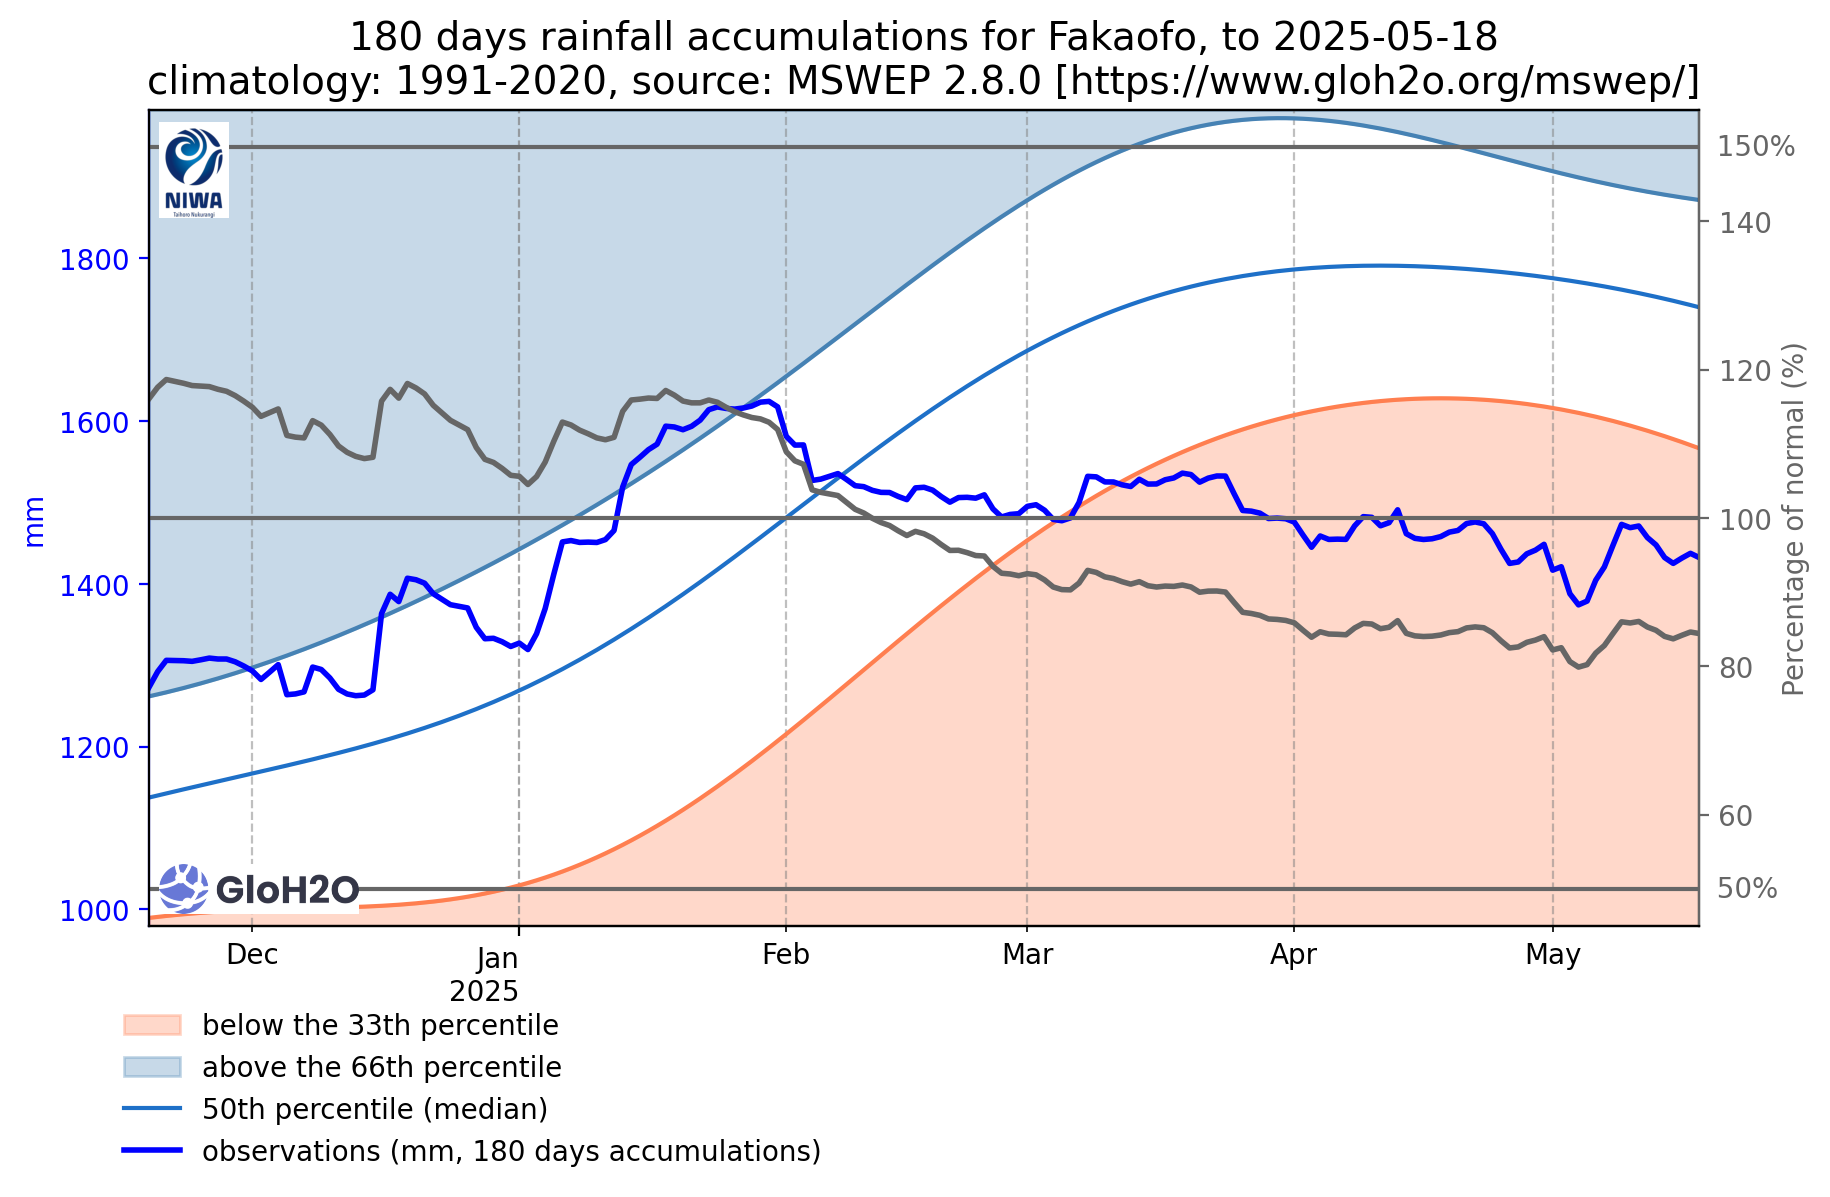 180 days rainfall accumulations for Fakaofo, to 2025-05-18
climatology: 1991-2020, source: MSWEP 2.8.0 [https://www.gloh2o.org/mswep/]
NIWA
Taihoro Nukurangi
150%
140
120
100
80
60
50%
Percentage of normal (%)
1800
1600
1400
1200
1000
mm
GloH2O
Dec
Jan
2025
Feb
Mar
Apr
May
below the 33th percentile
above the 66th percentile
50th percentile (median)
observations (mm, 180 days accumulations)